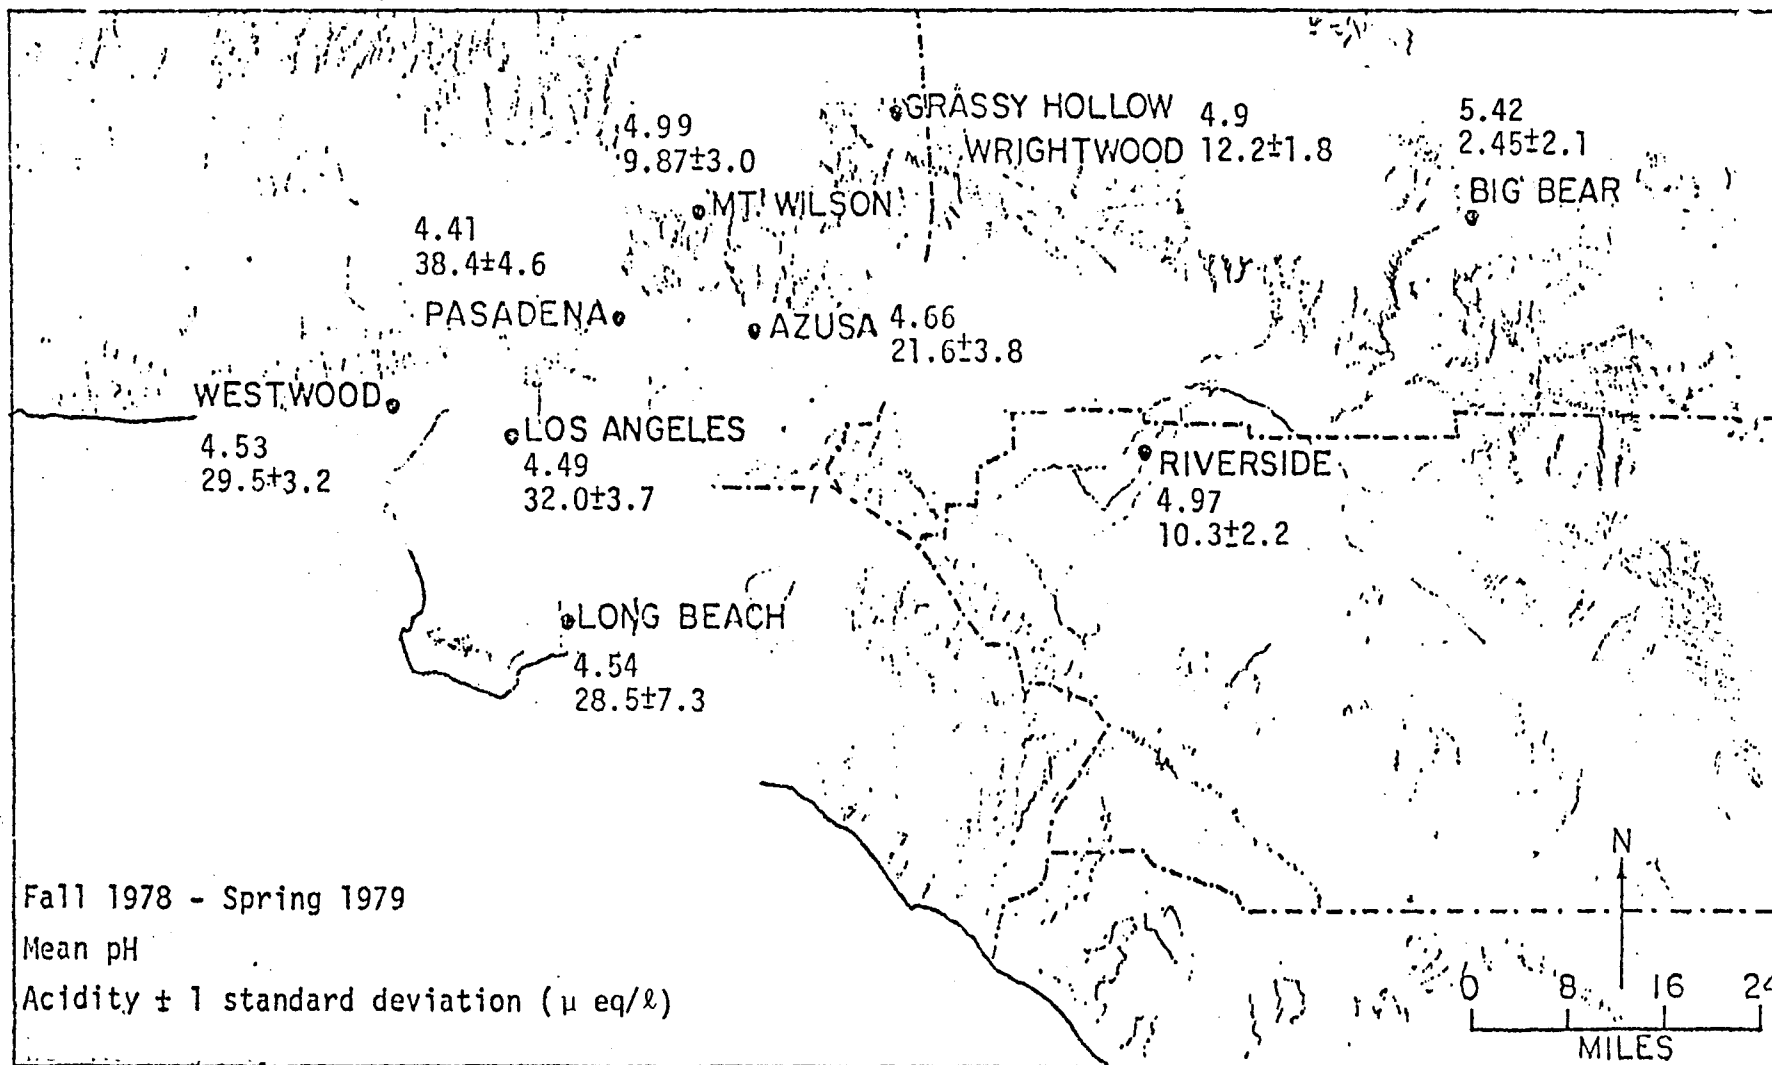 GRASSY HOLLOW 4.9
WRIGHTWOOD 12.2±1.8
5.42
2.45±2.1
BIG BEAR
4.99
9.87±3.0
MT. WILSON
4.41
38.4±4.6
PASADENA
AZUSA 4.66
21.6±3.8
WESTWOOD
4.53
29.5±3.2
LOS ANGELES
4.49
32.0±3.7
RIVERSIDE
4.97
10.3±2.2
LONG BEACH
4.54
28.5±7.3
Fall 1978 - Spring 1979
Mean pH
Acidity ± 1 standard deviation (μ eq/ℓ)
N
0 8 16 24
MILES